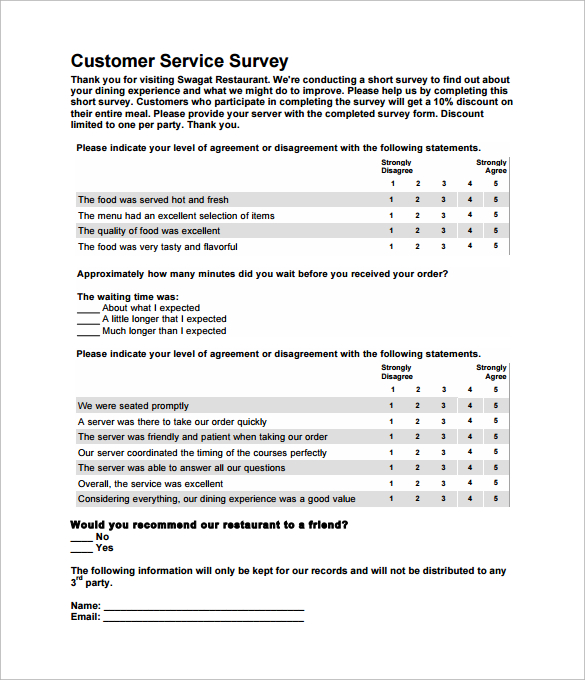 Customer Service Survey
Thank you for visiting Swagat Restaurant. We're conducting a short survey to find out about
your dining experience and what we might do to improve. Please help us by completing this
short survey. Customers who participate in completing the survey will get a 10% discount on
their entire meal. Please provide your server with the completed survey form. Discount
limited to one per party. Thank you.
Please indicate your level of agreement or disagreement with the following statements.
Strongly Disagree Strongly Agree
1 2 3 4 5
The food was served hot and fresh 1 2 3 4 5
The menu had an excellent selection of items 1 2 3 4 5
The quality of food was excellent 1 2 3 4 5
The food was very tasty and flavorful 1 2 3 4 5
Approximately how many minutes did you wait before you received your order?
The waiting time was:
____ About what I expected
____ A little longer that I expected
____ Much longer than I expected
Please indicate your level of agreement or disagreement with the following statements.
Strongly Disagree Strongly Agree
1 2 3 4 5
We were seated promptly 1 2 3 4 5
A server was there to take our order quickly 1 2 3 4 5
The server was friendly and patient when taking our order 1 2 3 4 5
Our server coordinated the timing of the courses perfectly 1 2 3 4 5
The server was able to answer all our questions 1 2 3 4 5
Overall, the service was excellent 1 2 3 4 5
Considering everything, our dining experience was a good value 1 2 3 4 5
Would you recommend our restaurant to a friend?
____ No
____ Yes
The following information will only be kept for our records and will not be distributed to any
3rd party.
Name: ____________________________________
Email: ____________________________________